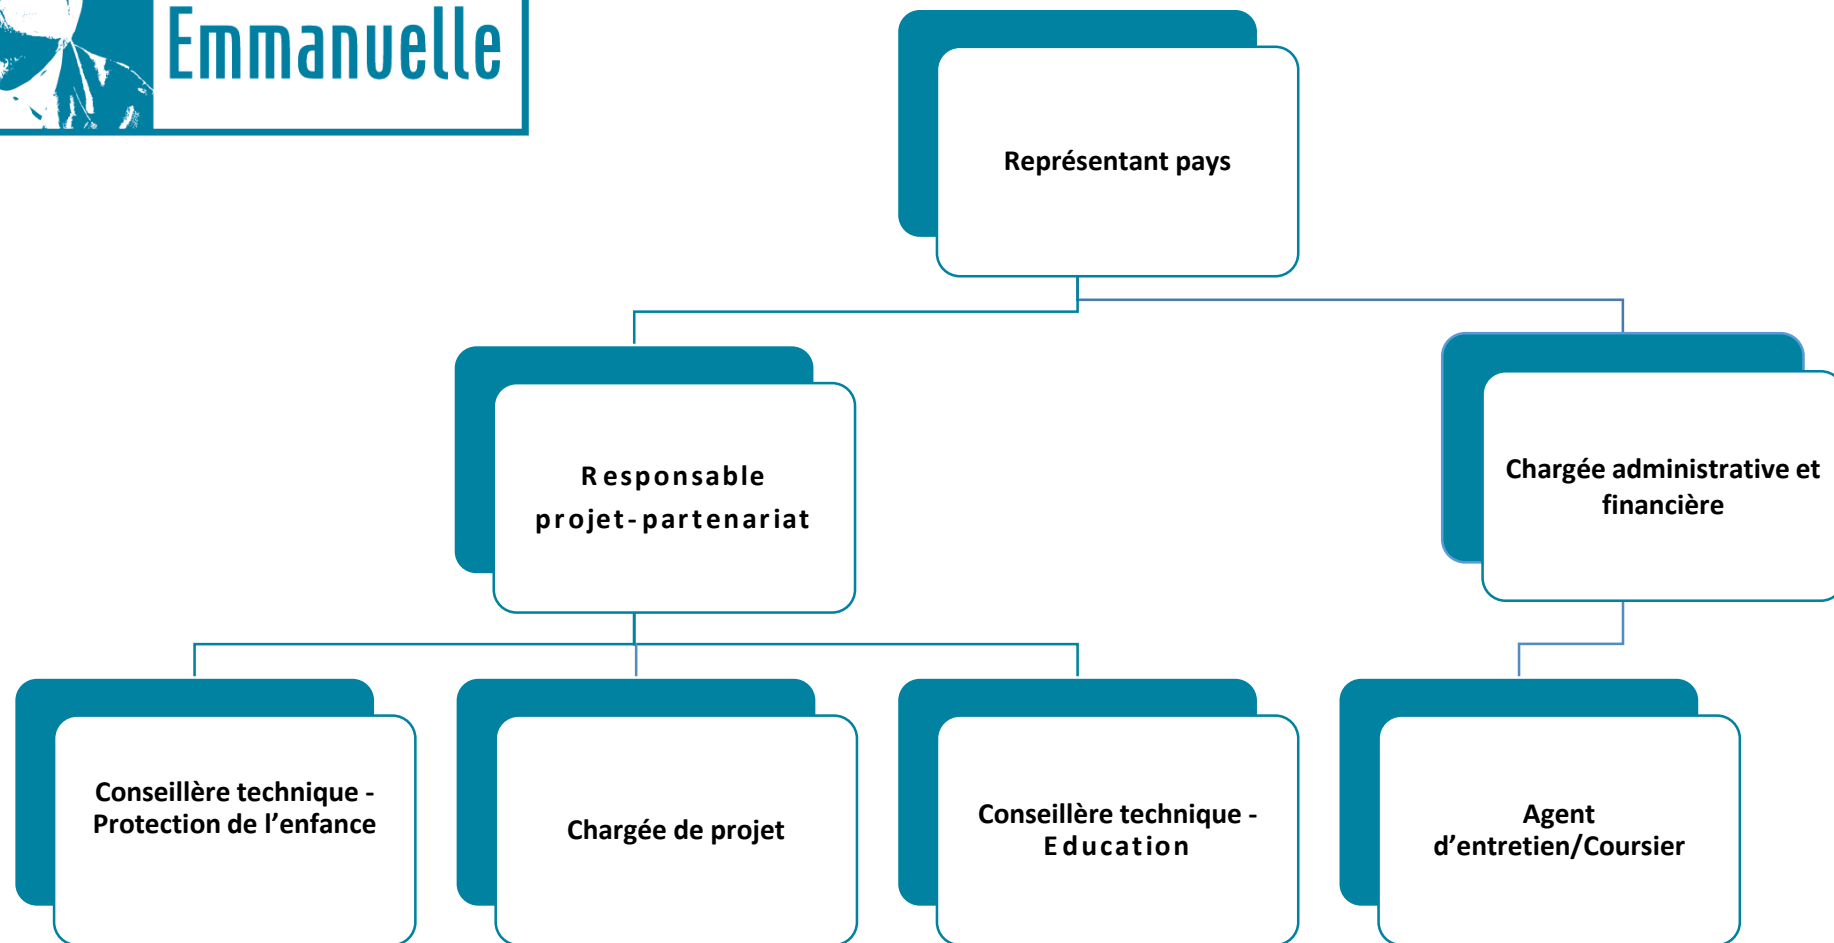 Emmanuelle
Représentant pays
Responsable
projet-partenariat
Chargée administrative et
financière
Conseillère technique -
Protection de l’enfance
Chargée de projet
Conseillère technique -
Education
Agent
d’entretien/Coursier